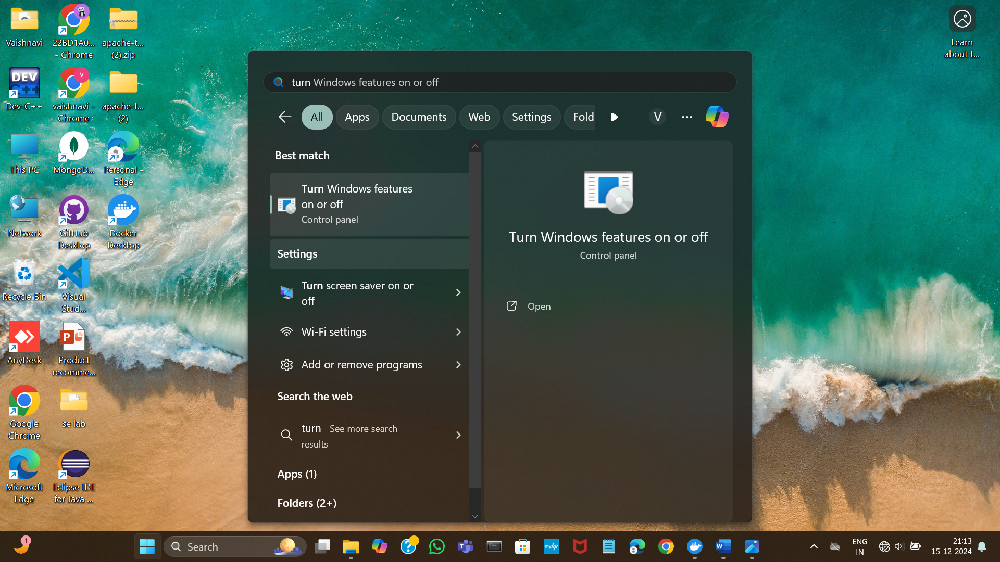 Vaishnavi
22BD1A0...
- Chrome
apache-t...
(2).zip
Dev-C++
vaishnavi -
Chrome
apache-t...
(2)
This PC
MongoD...
Personal -
Edge
Network
GitHub
Desktop
Docker
Desktop
Recycle Bin
Visual
Stud...
AnyDesk
Product
recomme...
Google
Chrome
se lab
Microsoft
Edge
Eclipse IDE
for Java ...
Learn
about t...
DEV
C++
V
P
turn Windows features on or off
All
Apps
Documents
Web
Settings
Fold
V
Best match
Turn Windows features
on or off
Control panel
Settings
Turn screen saver on or
off
Wi-Fi settings
Add or remove programs
Search the web
turn - See more search
results
Apps (1)
Folders (2+)
Turn Windows features on or off
Control panel
Open
1
Search
T
myhp
W
ENG
IN
21:13
15-12-2024